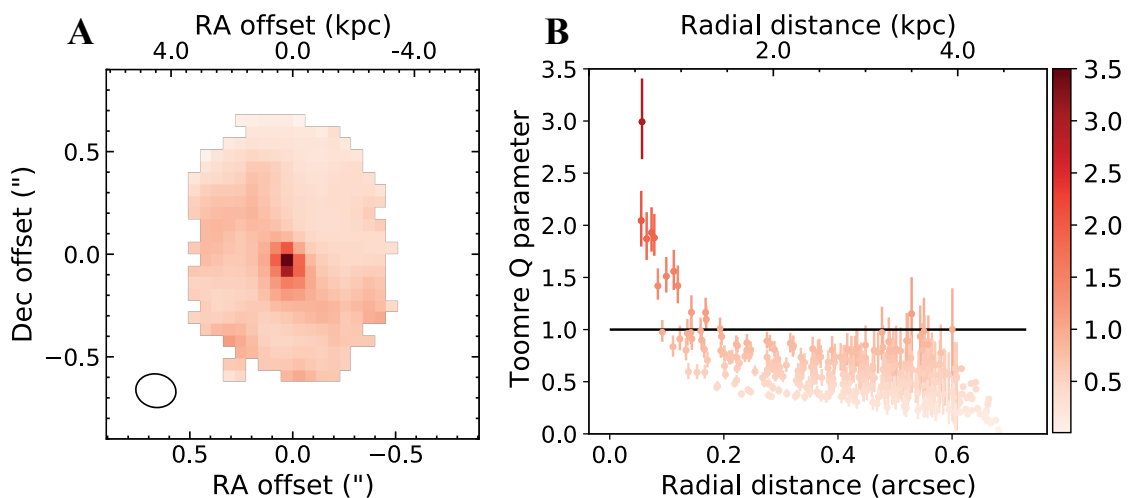 A
RA offset (kpc)
4.0 0.0 -4.0
Dec offset (")
0.5
0.0
−0.5
0.5 0.0 −0.5
RA offset (")
B
Radial distance (kpc)
2.0 4.0
Toomre Q parameter
3.5
3.0
2.5
2.0
1.5
1.0
0.5
0.0
0.0 0.2 0.4 0.6
Radial distance (arcsec)
3.5
3.0
2.5
2.0
1.5
1.0
0.5